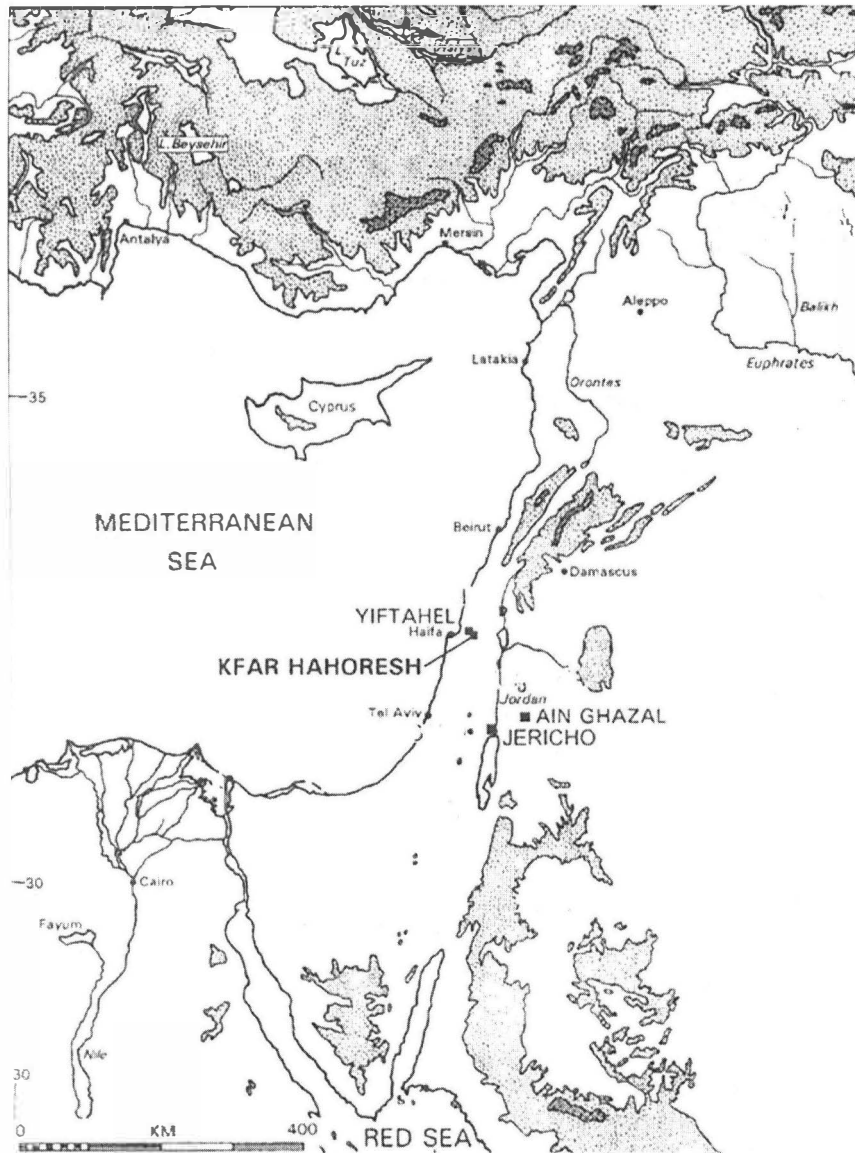 L. Tuz
L. Beysehir
Antalya
Mersin
Aleppo
Balikh
Euphrates
Latakia
Orontes
35
Cyprus
MEDITERRANEAN
SEA
Beirut
Damascus
YIFTAHEL
Haifa
KFAR HAHORESH
Jordan
Tel Aviv
AIN GHAZAL
JERICHO
30
Cairo
Fayum
Nile
30
0 KM 400
RED SEA